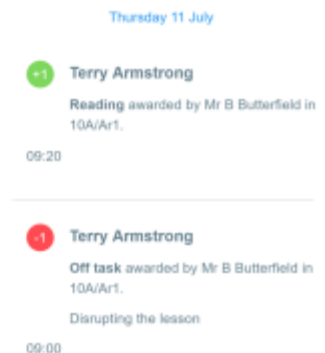 Thursday 11 July
+1
Terry Armstrong
Reading awarded by Mr B Butterfield in
10A/Ar1.
09:20
-1
Terry Armstrong
Off task awarded by Mr B Butterfield in
10A/Ar1.
Disrupting the lesson
09:00